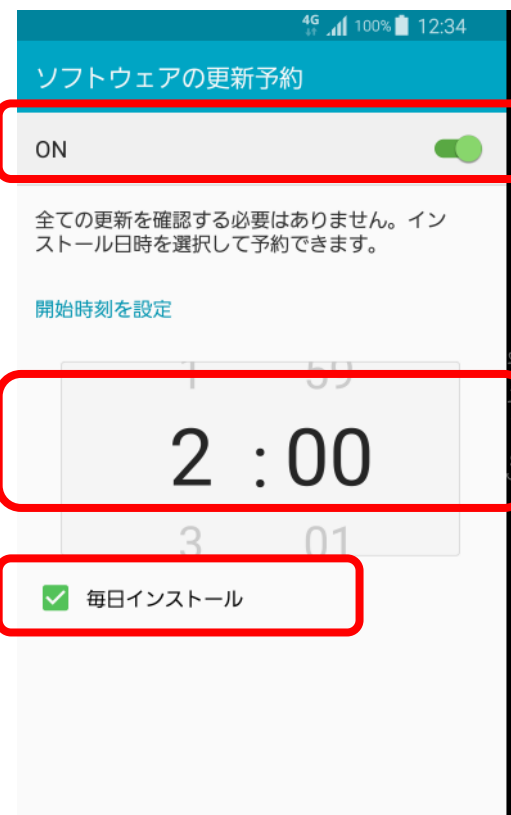 4G 100% 12:34
ソフトウェアの更新予約
ON
全ての更新を確認する必要はありません。イン
ストール日時を選択して予約できます。
開始時刻を設定
1 59
2 : 00
3 01
毎日インストール